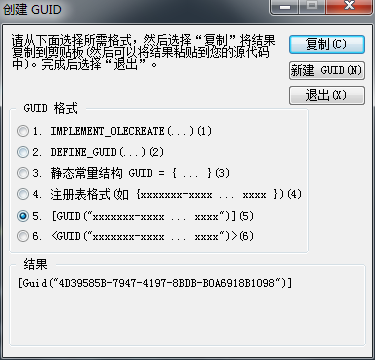 创建 GUID
请从下面选择所需格式，然后选择“复制”将结果
复制到剪贴板(然后可以将结果粘贴到您的源代码
中)。完成后选择“退出”。
复制(C)
新建 GUID(N)
退出(X)
GUID 格式
1. IMPLEMENT_OLECREATE(...)(1)
2. DEFINE_GUID(...)(2)
3. 静态常量结构 GUID = { ... }(3)
4. 注册表格式(如 {xxxxxxx-xxxx ... xxxx })(4)
5. [GUID("xxxxxxx-xxxx ... xxxx")](5)
6. <GUID("xxxxxxx-xxxx ... xxxx")>(6)
结果
[Guid("4D39585B-7947-4197-8BDB-B0A6918B1098")]